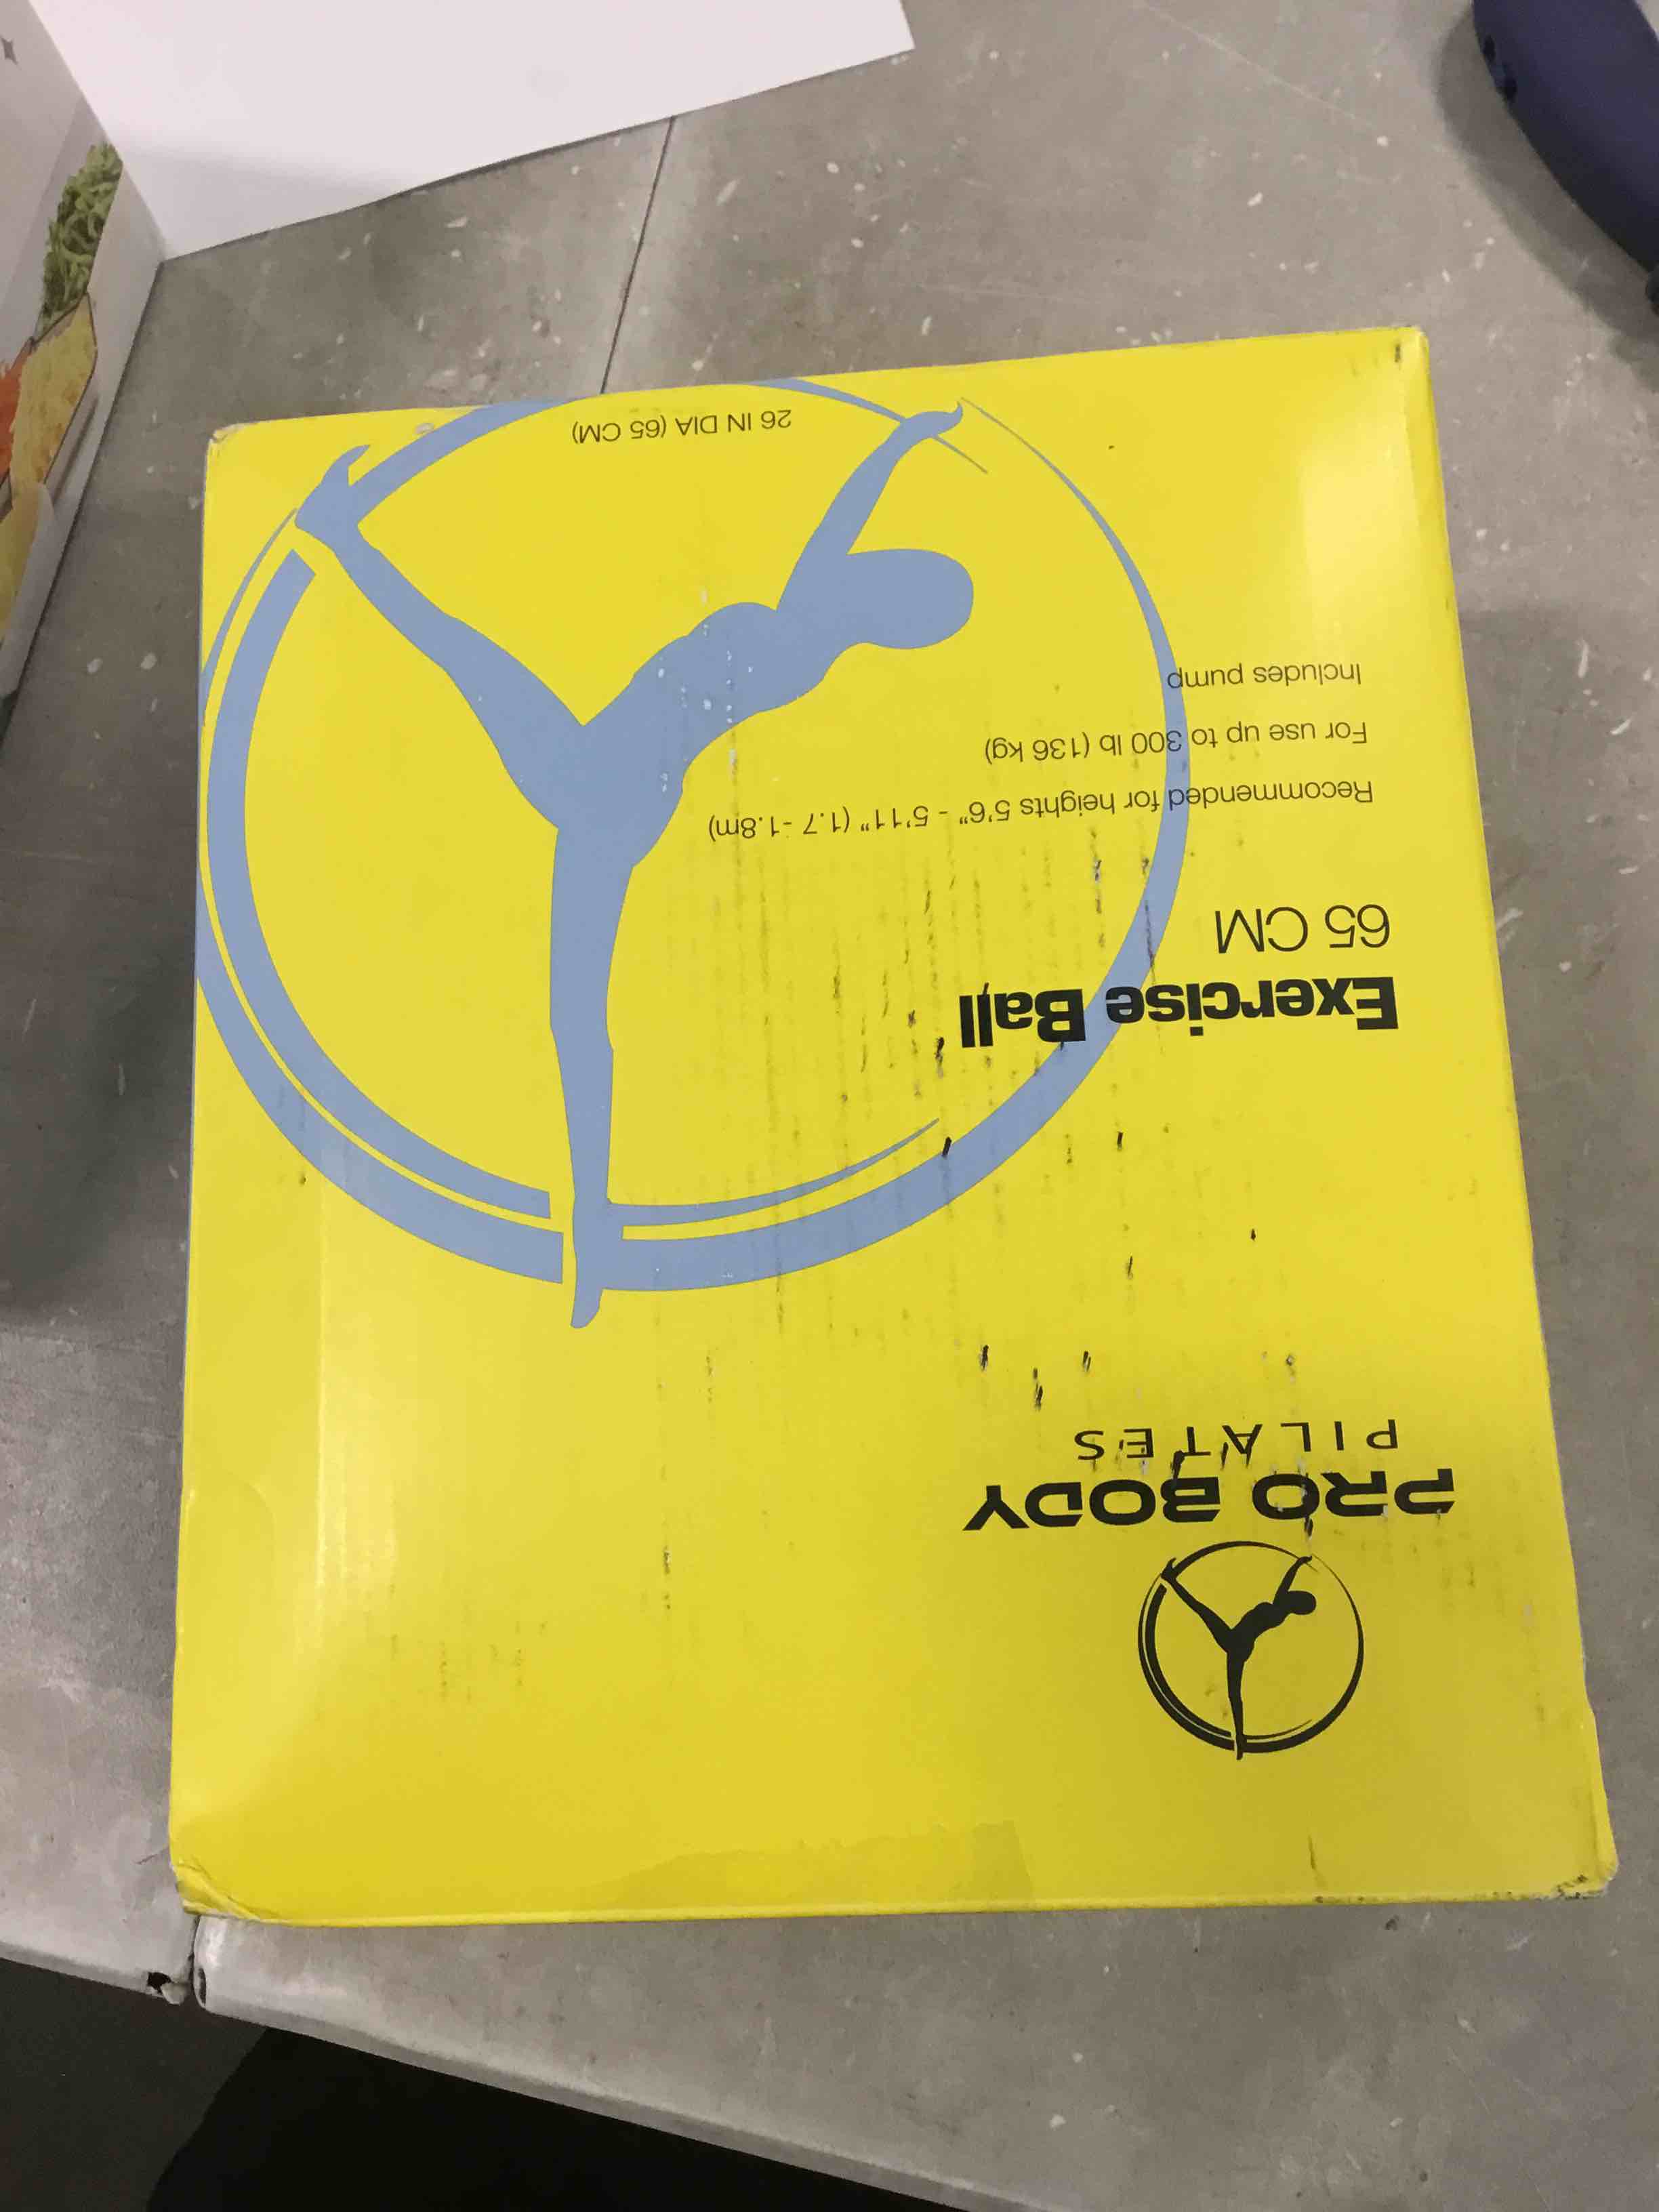 PRO BODY
PILATES
Exercise Ball
65 CM
Recommended for heights 5'6" - 5'11" (1.7 -1.8m)
For use up to 300 lb (136 kg)
Includes pump
26 IN DIA (65 CM)